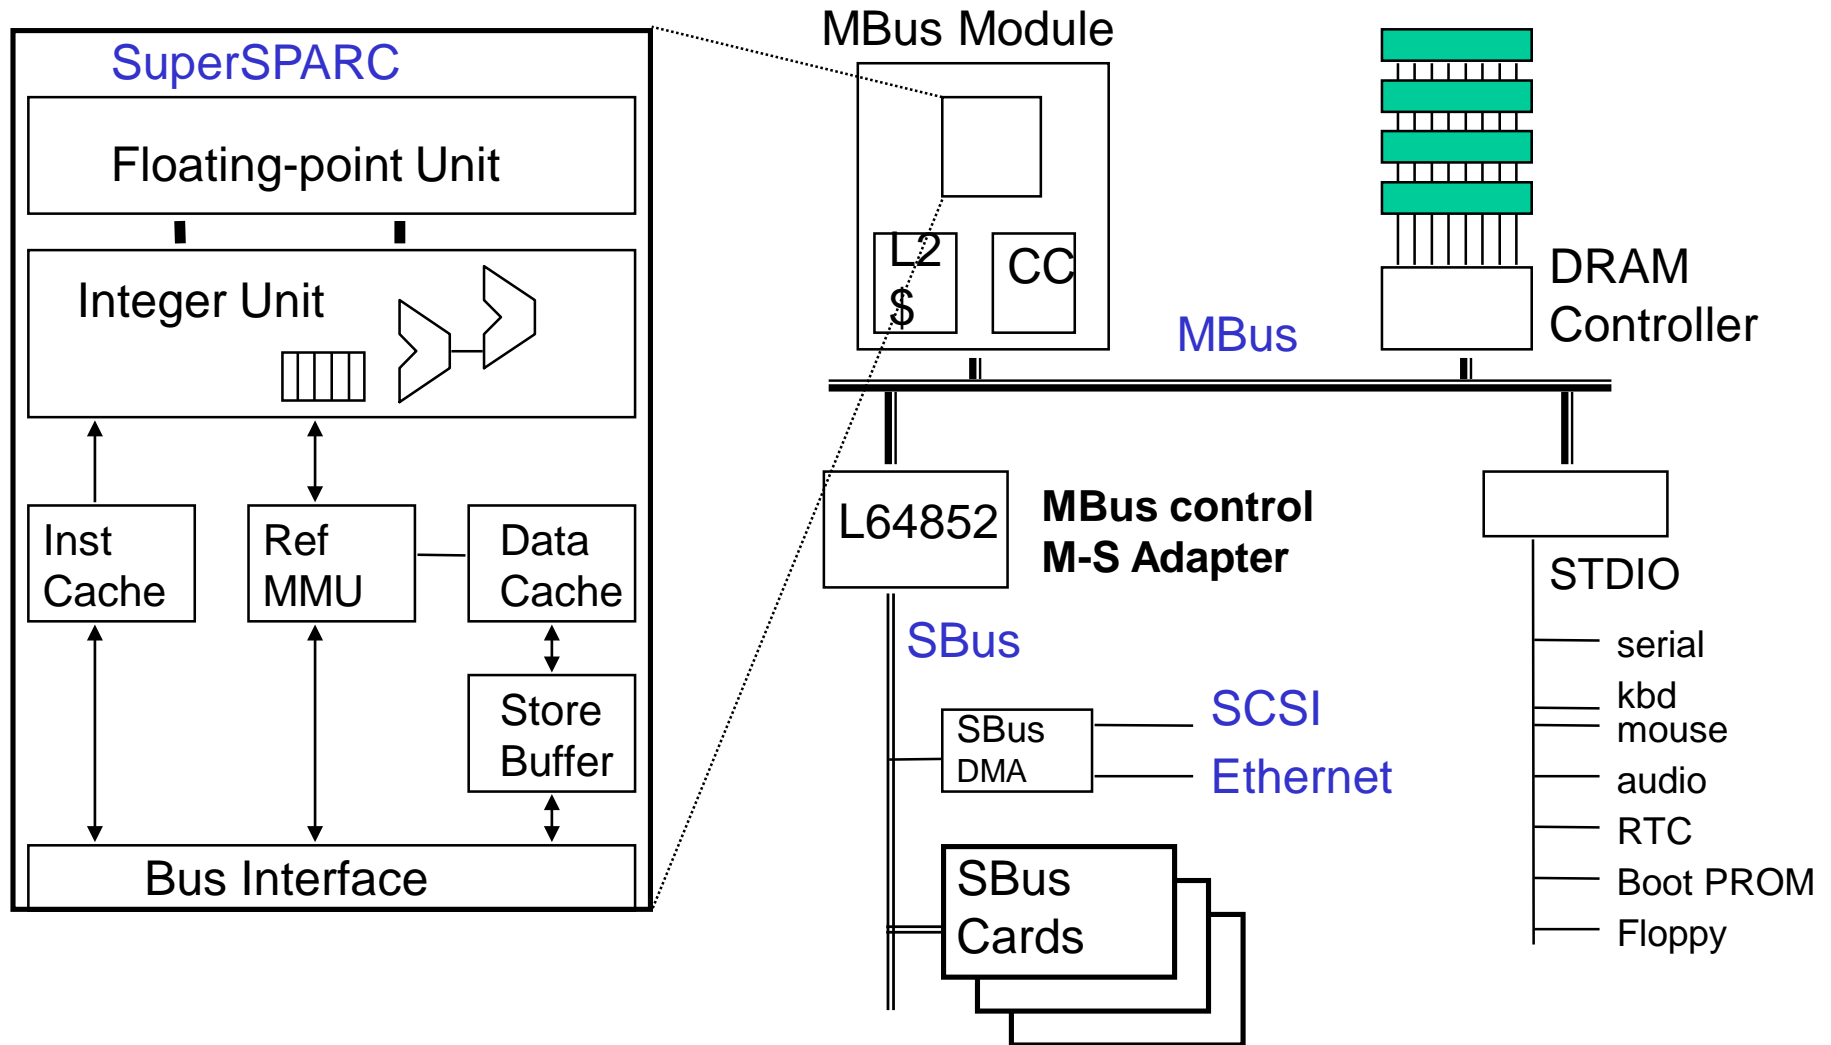 SuperSPARC
Floating-point Unit
Integer Unit
Inst
Cache
Ref
MMU
Data
Cache
Store
Buffer
Bus Interface
MBus Module
L2
$
CC
MBus
DRAM
Controller
L64852
MBus control
M-S Adapter
STDIO
serial
kbd
mouse
audio
RTC
Boot PROM
Floppy
SBus
SBus
DMA
SCSI
Ethernet
SBus
Cards